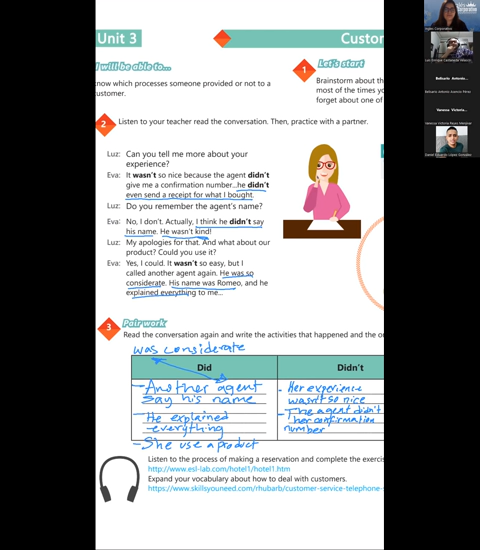 Unit 3
Custor
I will be able to...
Let's start
know which processes someone provided or not to a
customer.
1
Brainstorm about th
most of the times yo
forget about one of
2
Listen to your teacher read the conversation. Then, practice with a partner.
Luz: Can you tell me more about your
experience?
Eva: It wasn't so nice because the agent didn't
give me a confirmation number...he didn't
even send a receipt for what I bought.
Luz: Do you remember the agent's name?
Eva: No, I don't. Actually, I think he didn't say
his name. He wasn't kind!
Luz: My apologies for that. And what about our
product? Could you use it?
Eva: Yes, I could. It wasn't so easy, but I
called another agent again. He was so
considerate. His name was Romeo, and he
explained everything to me...
3
Pair work
Read the conversation again and write the activities that happened and the o
was considerate
Did
Didn't
- Another agent
say his name
- He explained
everything
- She use a product
- Her experience
wasn't so nice
- The agent didn't
her confirmation
number
Listen to the process of making a reservation and complete the exercis
http://www.esl-lab.com/hotel1/hotel1.htm
Expand your vocabulary about how to deal with customers.
https://www.skillsyouneed.com/rhubarb/customer-service-telephone-s